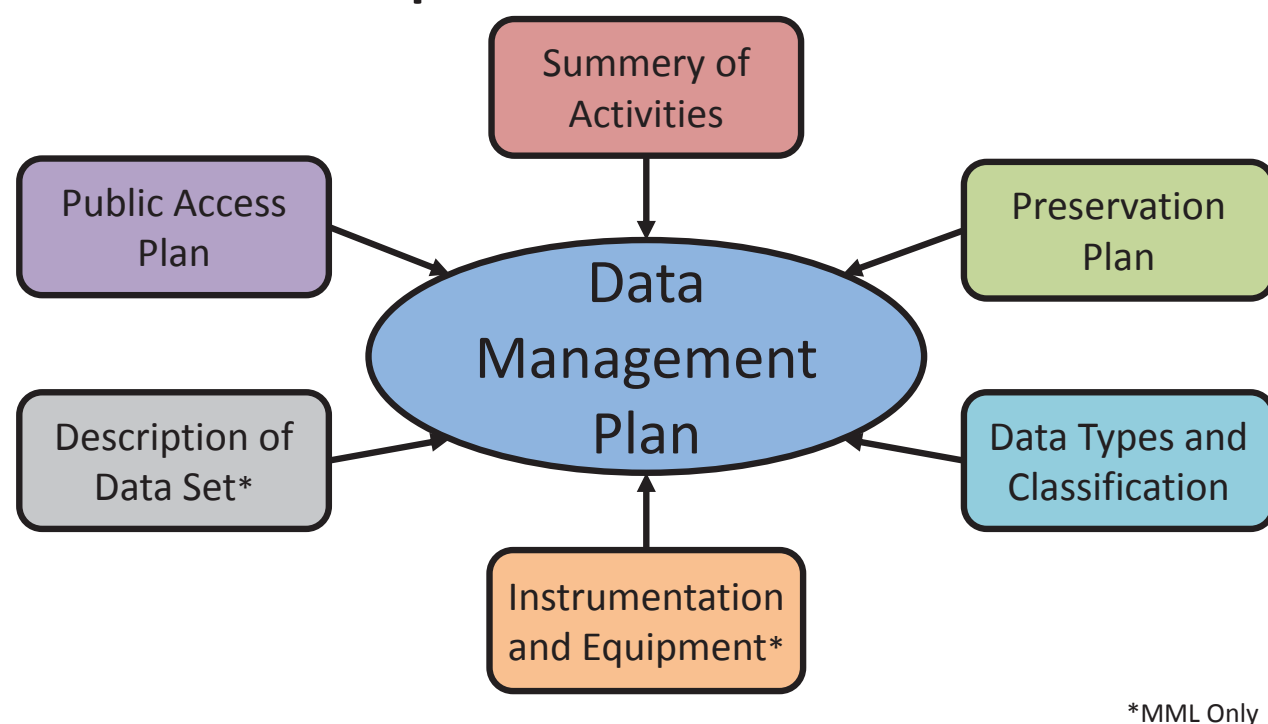 Summery of
Activities
Public Access
Plan
Preservation
Plan
Data
Management
Plan
Description of
Data Set*
Data Types and
Classification
Instrumentation
and Equipment*
*MML Only